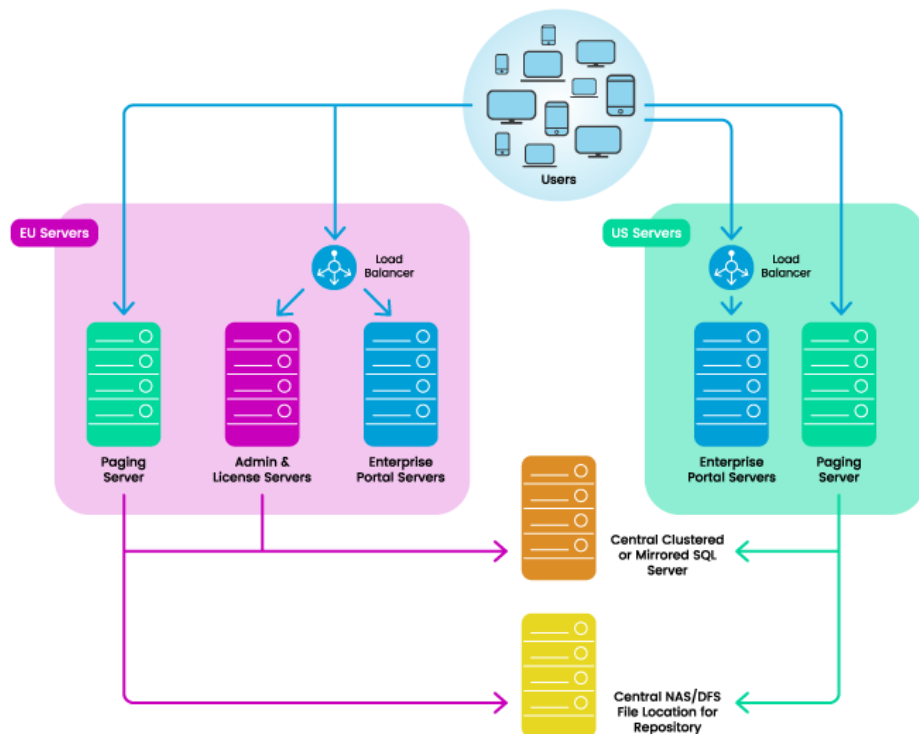 Users
EU Servers
US Servers
Load
Balancer
Load
Balancer
Paging
Server
Admin &
License Servers
Enterprise
Portal Servers
Enterprise
Portal Servers
Paging
Server
Central Clustered
or Mirrored SQL
Server
Central NAS/DFS
File Location for
Repository